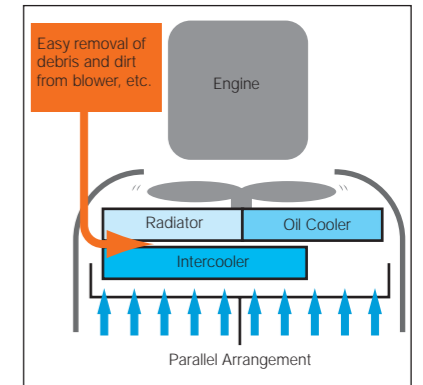 Easy removal of
debris and dirt
from blower, etc.
Engine
Radiator
Oil Cooler
Intercooler
Parallel Arrangement